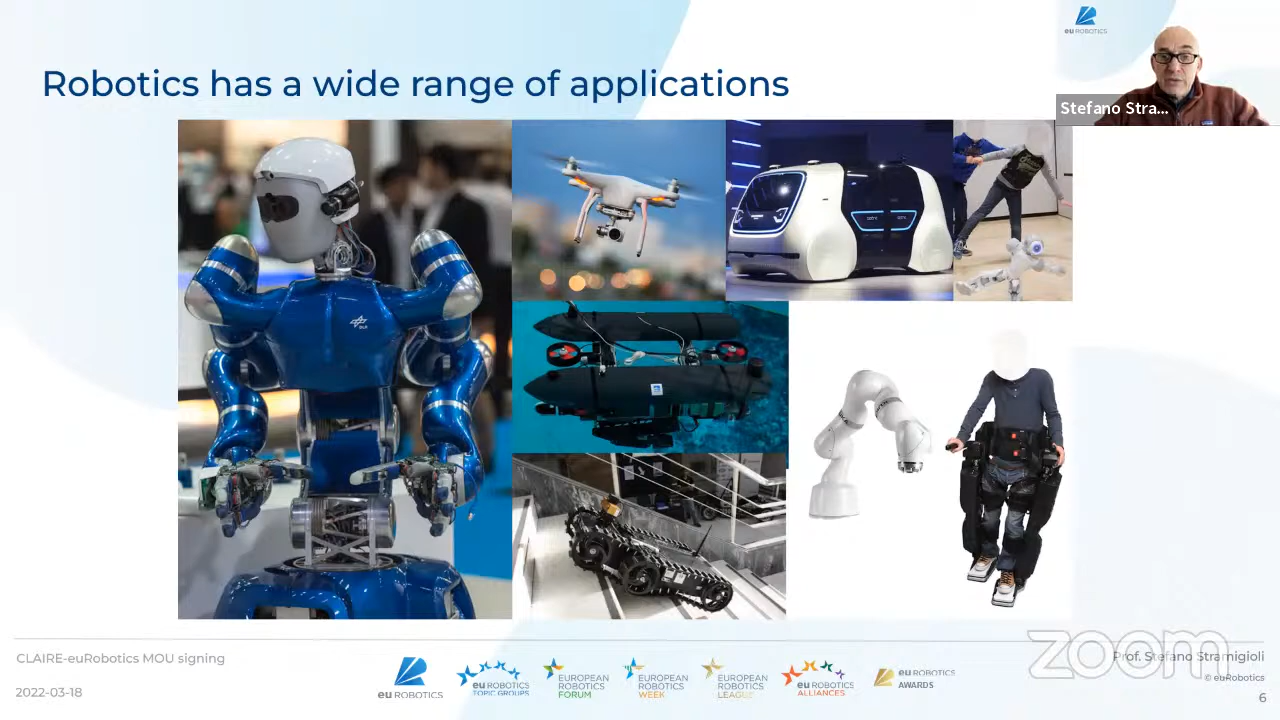 eu ROBOTICS
Robotics has a wide range of applications
Stefano Stra...
DLR
CLAIRE-euRobotics MOU signing
2022-03-18
eu ROBOTICS
eu ROBOTICS
TOPIC GROUPS
EUROPEAN
ROBOTICS
FORUM
EUROPEAN
ROBOTICS
WEEK
EUROPEAN
ROBOTICS
LEAGUE
eu ROBOTICS
ALLIANCES
eu ROBOTICS
AWARDS
zoom
Prof. Stefano Stramigioli
© euRobotics
6